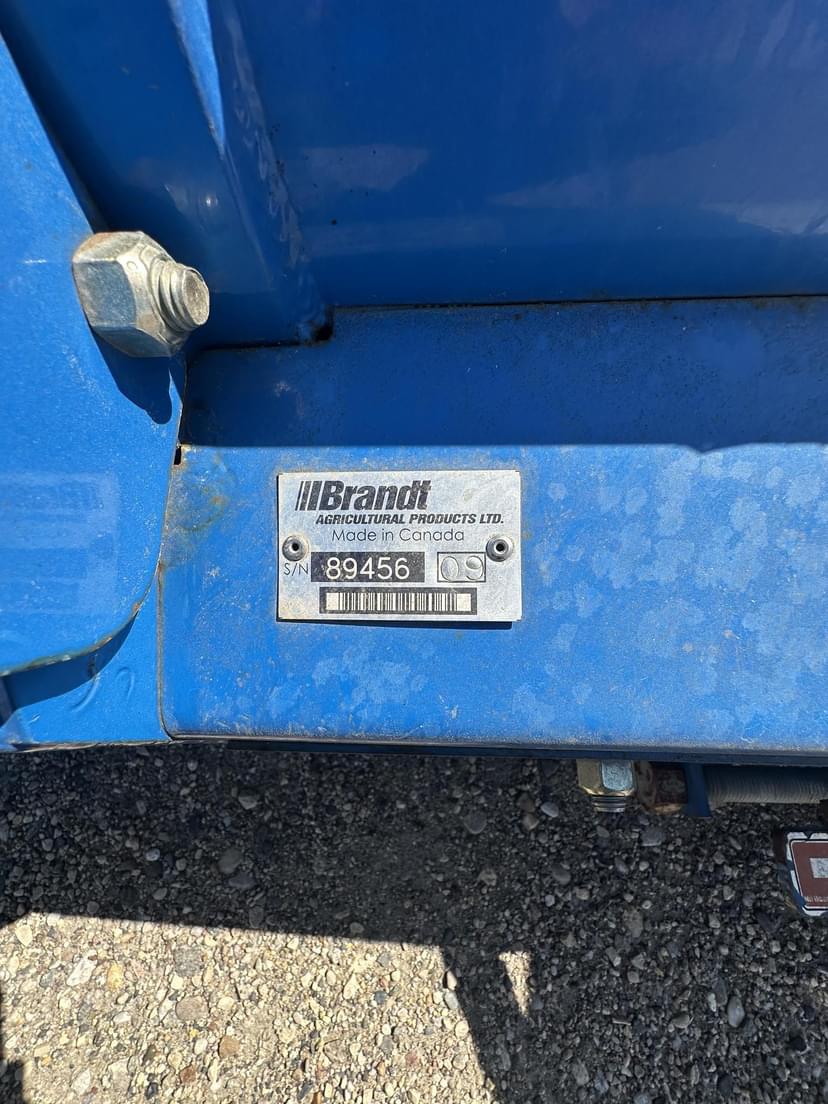 Brandt
AGRICULTURAL PRODUCTS LTD.
Made in Canada
S/N 89456 09